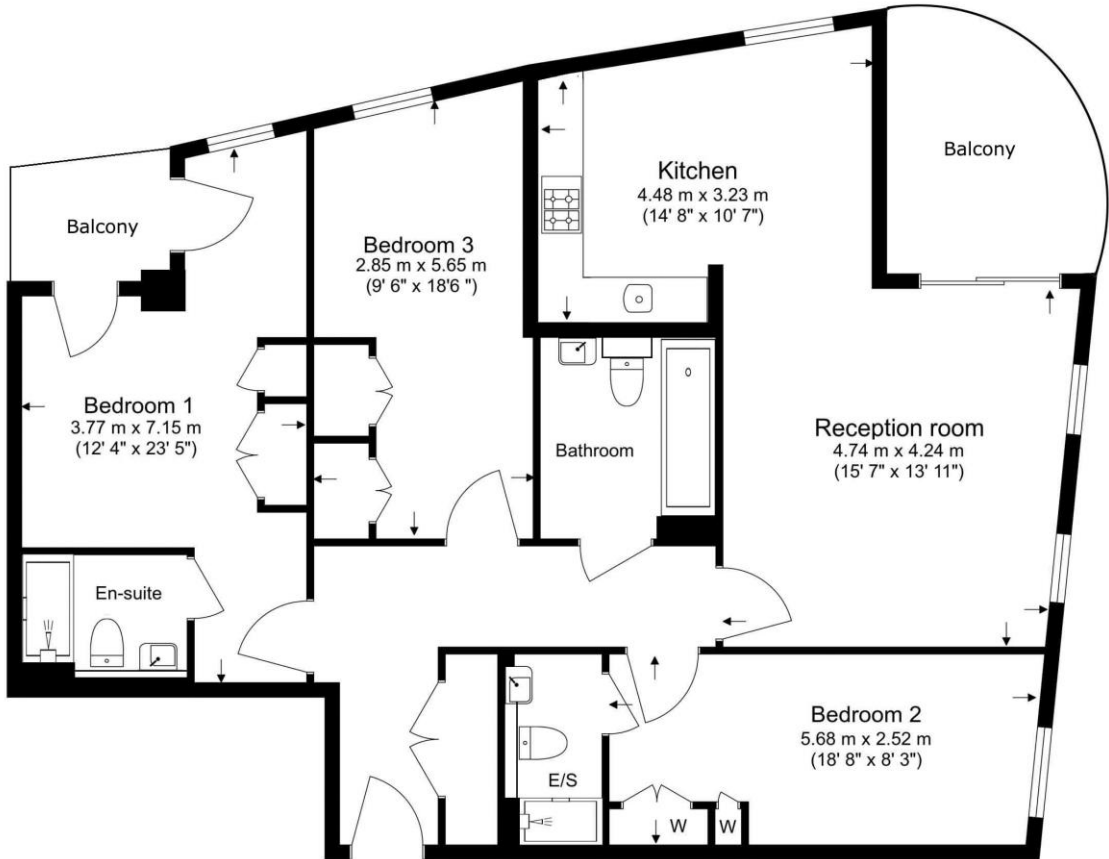 Balcony
Kitchen
4.48 m x 3.23 m
(14' 8" x 10' 7")
Balcony
Bedroom 3
2.85 m x 5.65 m
(9' 6" x 18'6 ")
Bedroom 1
3.77 m x 7.15 m
(12' 4" x 23' 5")
Bathroom
Reception room
4.74 m x 4.24 m
(15' 7" x 13' 11")
En-suite
Bedroom 2
5.68 m x 2.52 m
(18' 8" x 8' 3")
E/S
W
W